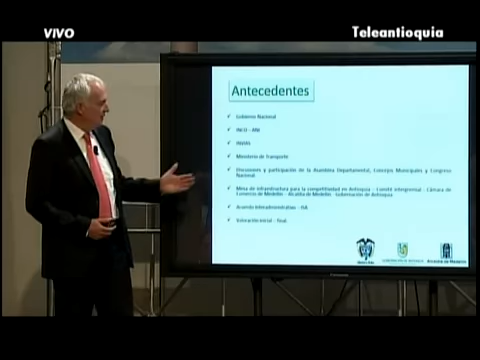 VIVO
Teleantioquia
Antecedentes
✓ Gobierno Nacional
✓ INCO - ANI
✓ INVIAS
✓ Ministerio de Transporte
✓ Discusiones y participación de la Asamblea Departamental, Concejos Municipales y Congreso
Nacional
✓ Mesa de infraestructura para la competitividad en Antioquia - Comité Intergremial - Cámara de
Comercio de Medellín - Alcaldía de Medellín - Gobernación de Antioquia
✓ Acuerdo Interadministrativo - ISA
✓ Valoración inicial - final